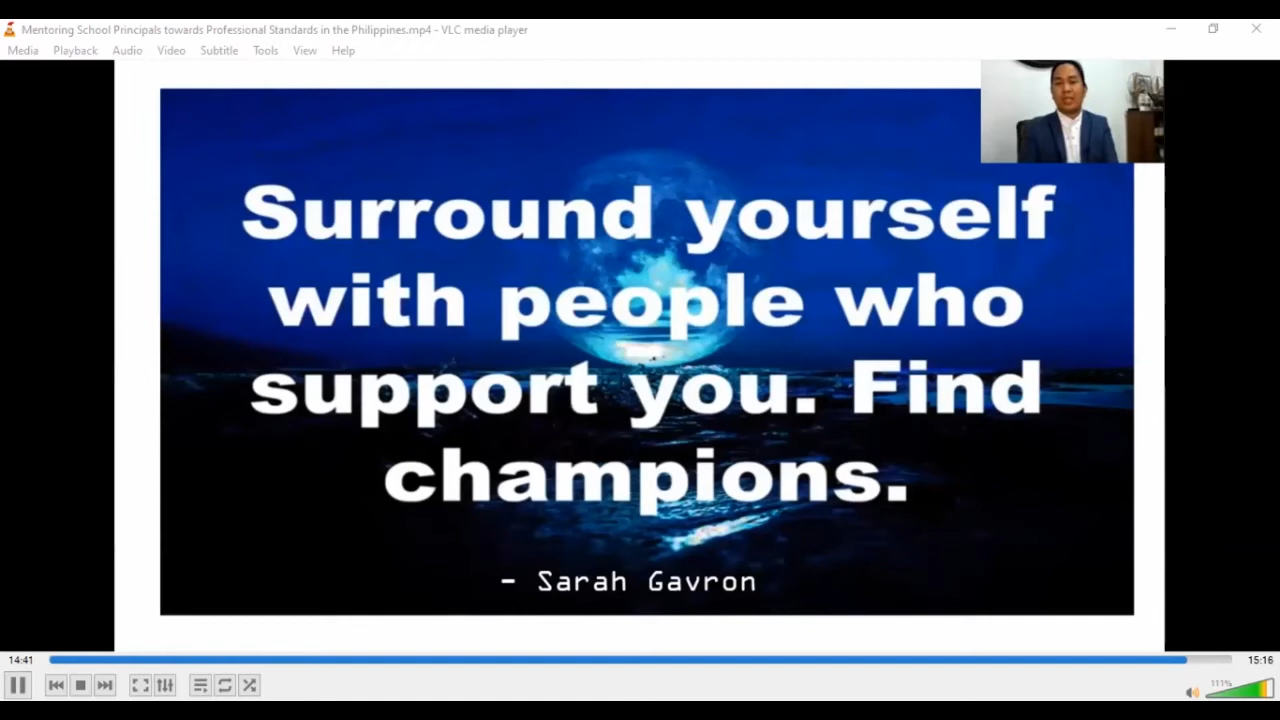 Mentoring School Principals towards Professional Standards in the Philippines.mp4 - VLC media player
Media Playback Audio Video Subtitle Tools View Help
Surround yourself
with people who
support you. Find
champions.
- Sarah Gavron
14:41 15:16
111%